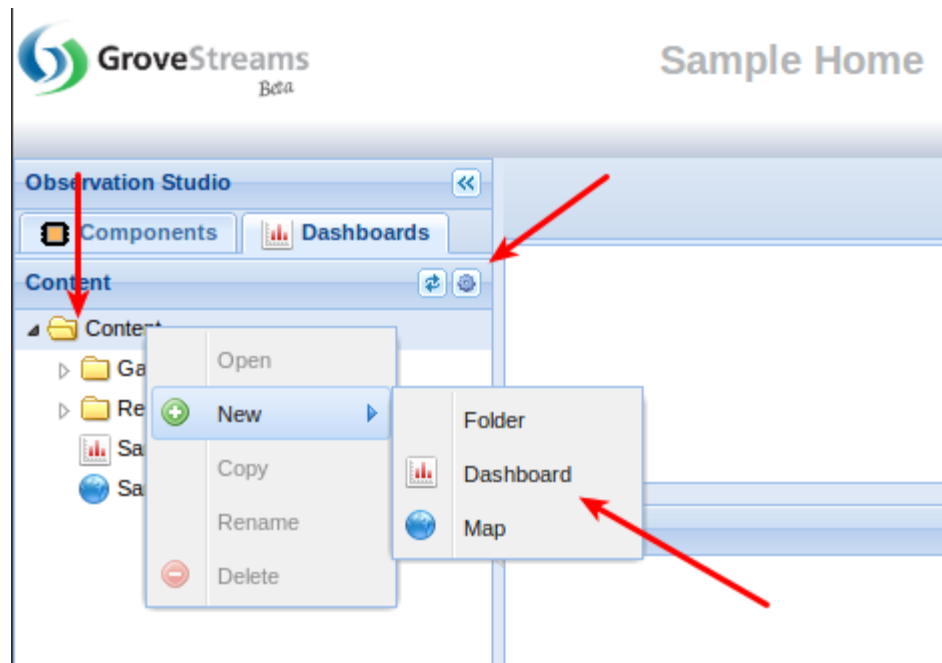 GroveStreams
Beta
Sample Home
Observation Studio
Components
Dashboards
Content
Content
Open
New
Copy
Rename
Delete
Folder
Dashboard
Map